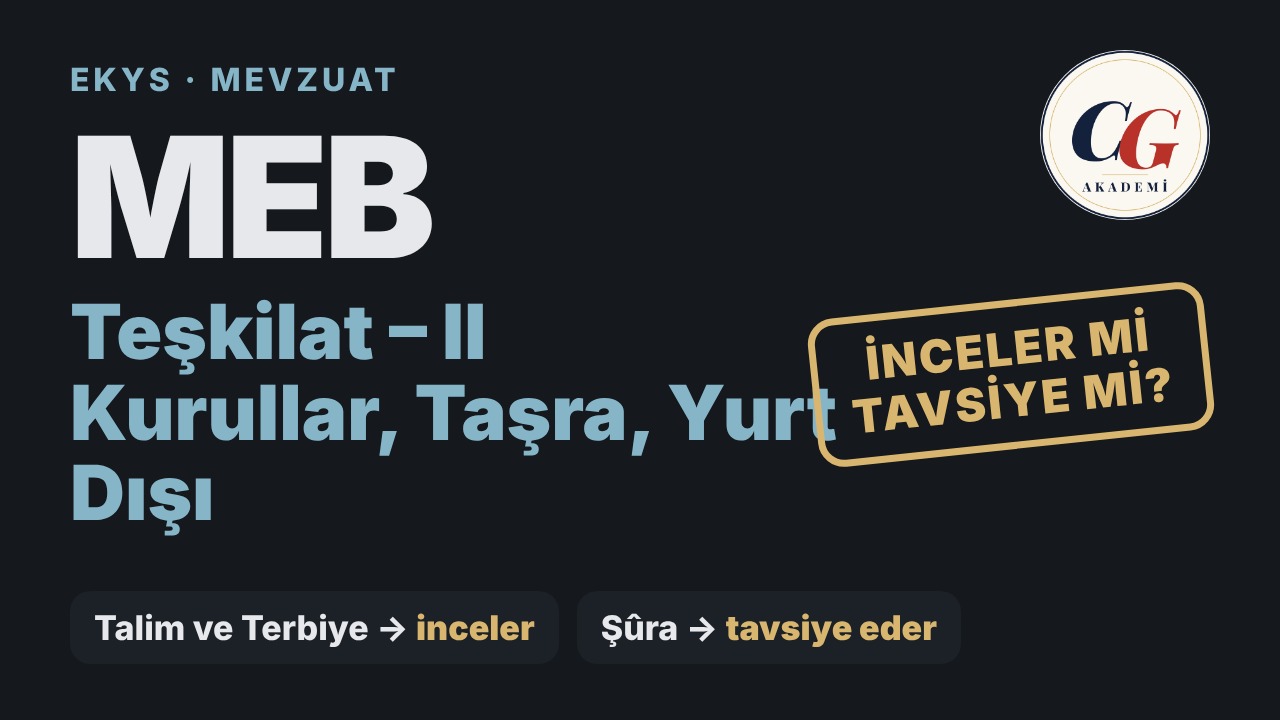 EKYS · MEVZUAT
MEB
CG
AKADEMİ
Teşkilat – II
Kurullar, Taşra, Yurt
Dışı
İNCELER Mİ
TAVSİYE Mİ?
Talim ve Terbiye → inceler
Şûra → tavsiye eder